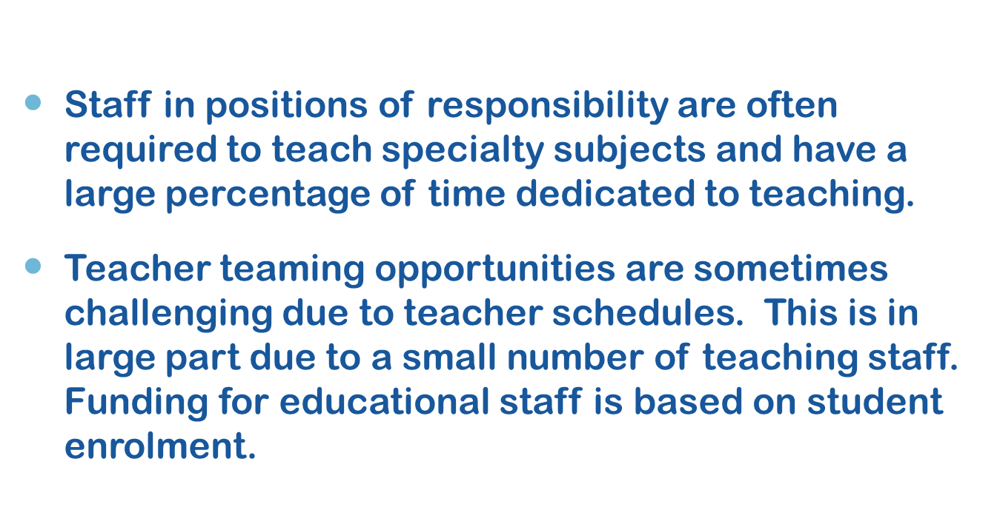 • Staff in positions of responsibility are often
required to teach specialty subjects and have a
large percentage of time dedicated to teaching.
• Teacher teaming opportunities are sometimes
challenging due to teacher schedules.  This is in
large part due to a small number of teaching staff.
Funding for educational staff is based on student
enrolment.